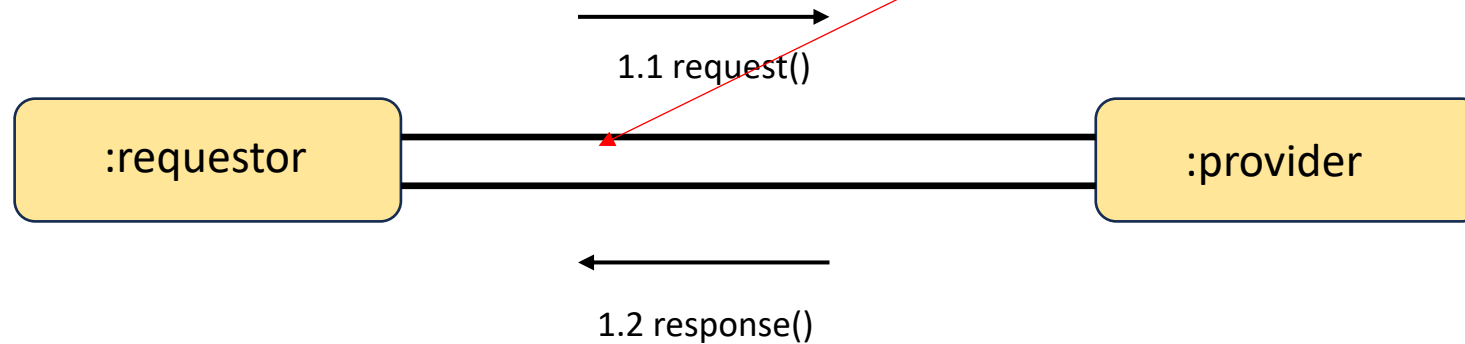 1.1 request()
:requestor
:provider
1.2 response()